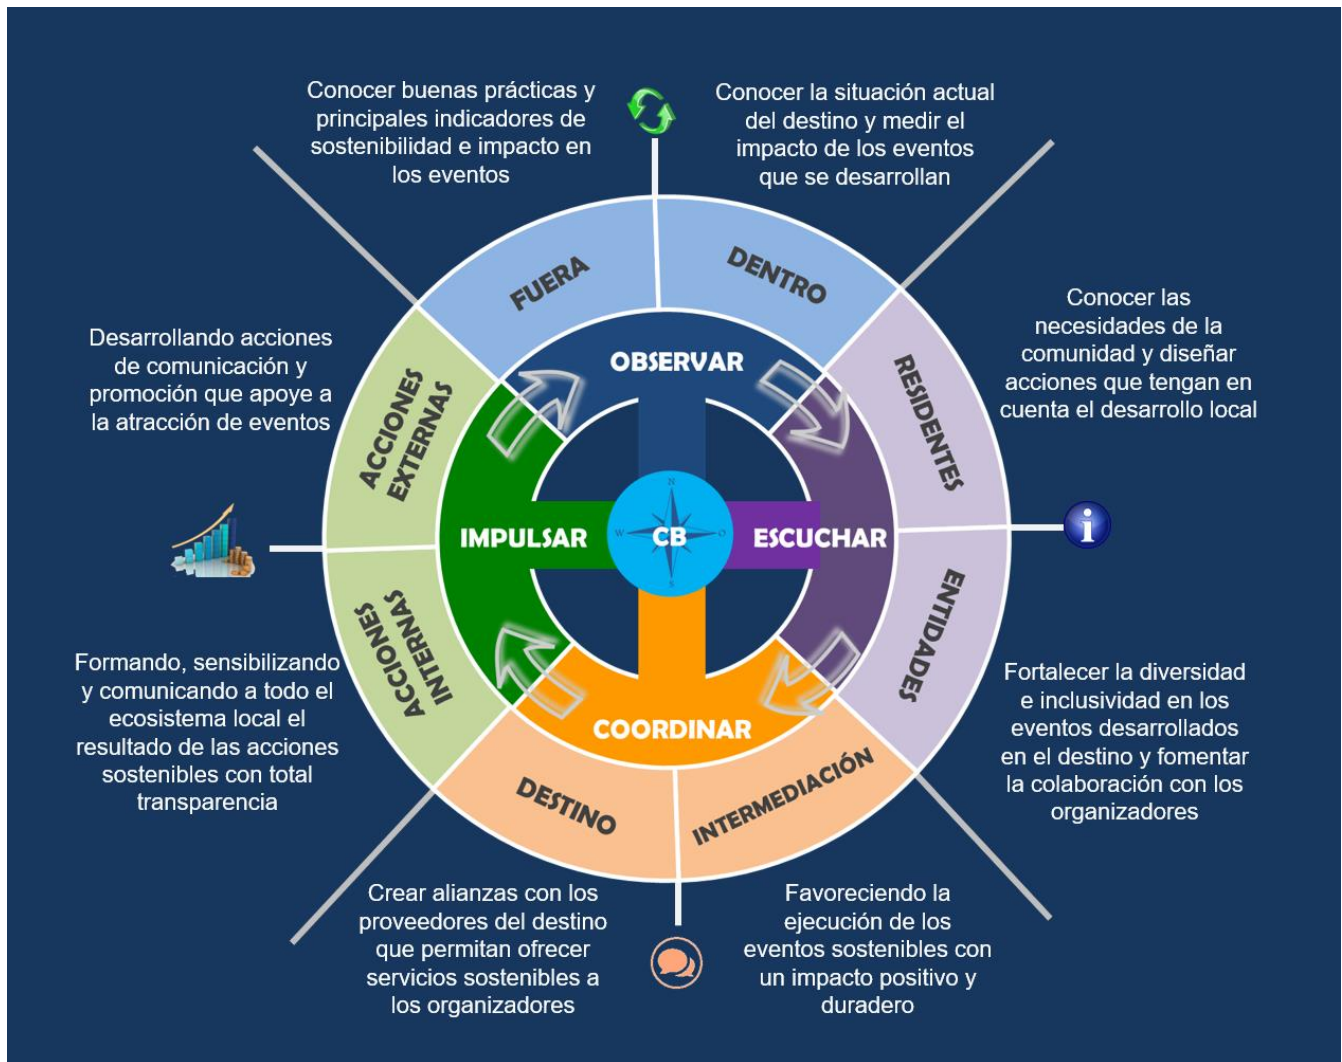 Conocer buenas prácticas y
principales indicadores de
sostenibilidad e impacto en
los eventos
Conocer la situación actual
del destino y medir el
impacto de los eventos
que se desarrollan
FUERA
DENTRO
OBSERVAR
Desarrollando acciones
de comunicación y
promoción que apoye a
la atracción de eventos
ACCIONES
EXTERNAS
RESIDENTES
Conocer las
necesidades de la
comunidad y diseñar
acciones que tengan en
cuenta el desarrollo local
IMPULSAR
N
W
CB
O
S
ESCUCHAR
i
ACCIONES
INTERNAS
ENTIDADES
Formando, sensibilizando
y comunicando a todo el
ecosistema local el
resultado de las acciones
sostenibles con total
transparencia
Fortalecer la diversidad
e inclusividad en los
eventos desarrollados
en el destino y fomentar
la colaboración con los
organizadores
COORDINAR
DESTINO
INTERMEDIACIÓN
Crear alianzas con los
proveedores del destino
que permitan ofrecer
servicios sostenibles a
los organizadores
Favoreciendo la
ejecución de los
eventos sostenibles con
un impacto positivo y
duradero